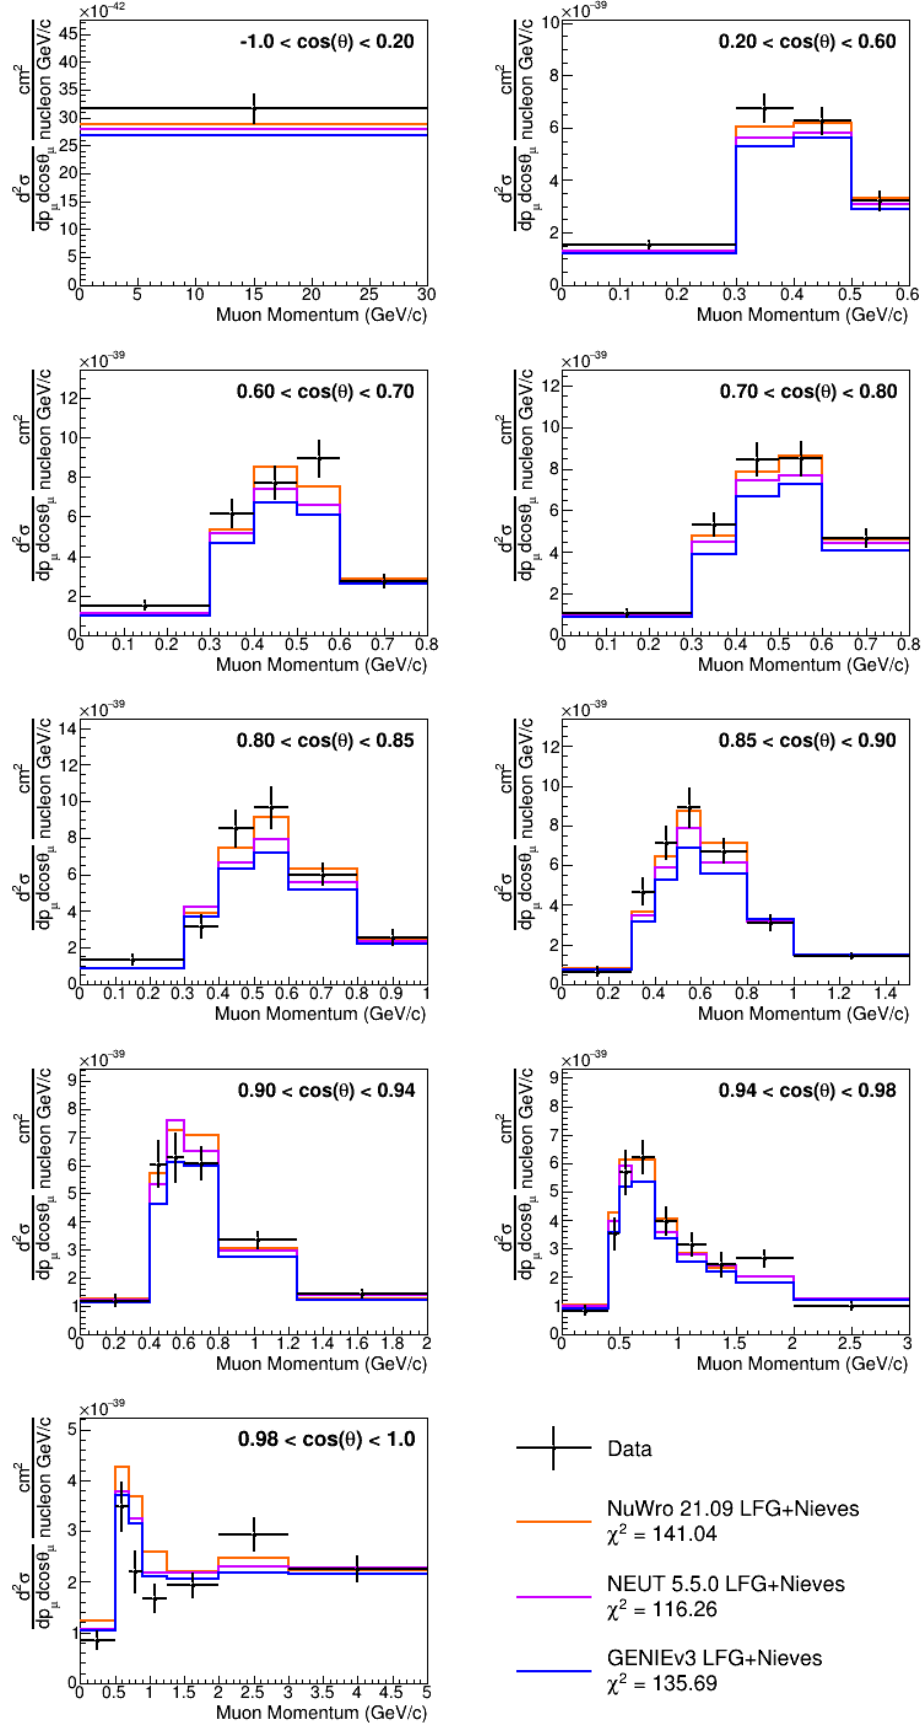 ×10⁻⁴²
-1.0 < cos(θ) < 0.20
d²σ / dp_μ dcosθ_μ cm² / nucleon GeV/c
45
40
35
30
25
20
15
10
5
0
0 5 10 15 20 25 30
Muon Momentum (GeV/c)
×10⁻³⁹
0.20 < cos(θ) < 0.60
d²σ / dp_μ dcosθ_μ cm² / nucleon GeV/c
10
8
6
4
2
0
0 0.1 0.2 0.3 0.4 0.5 0.6
Muon Momentum (GeV/c)
×10⁻³⁹
0.60 < cos(θ) < 0.70
d²σ / dp_μ dcosθ_μ cm² / nucleon GeV/c
12
10
8
6
4
2
0
0 0.1 0.2 0.3 0.4 0.5 0.6 0.7 0.8
Muon Momentum (GeV/c)
×10⁻³⁹
0.70 < cos(θ) < 0.80
d²σ / dp_μ dcosθ_μ cm² / nucleon GeV/c
12
10
8
6
4
2
0
0 0.1 0.2 0.3 0.4 0.5 0.6 0.7 0.8
Muon Momentum (GeV/c)
×10⁻³⁹
0.80 < cos(θ) < 0.85
d²σ / dp_μ dcosθ_μ cm² / nucleon GeV/c
14
12
10
8
6
4
2
0
0 0.1 0.2 0.3 0.4 0.5 0.6 0.7 0.8 0.9 1
Muon Momentum (GeV/c)
×10⁻³⁹
0.85 < cos(θ) < 0.90
d²σ / dp_μ dcosθ_μ cm² / nucleon GeV/c
12
10
8
6
4
2
0
0 0.2 0.4 0.6 0.8 1 1.2 1.4
Muon Momentum (GeV/c)
×10⁻³⁹
0.90 < cos(θ) < 0.94
d²σ / dp_μ dcosθ_μ cm² / nucleon GeV/c
9
8
7
6
5
4
3
2
1
0
0 0.2 0.4 0.6 0.8 1 1.2 1.4 1.6 1.8 2
Muon Momentum (GeV/c)
×10⁻³⁹
0.94 < cos(θ) < 0.98
d²σ / dp_μ dcosθ_μ cm² / nucleon GeV/c
9
8
7
6
5
4
3
2
1
0
0 0.5 1 1.5 2 2.5 3
Muon Momentum (GeV/c)
×10⁻³⁹
0.98 < cos(θ) < 1.0
d²σ / dp_μ dcosθ_μ cm² / nucleon GeV/c
5
4
3
2
1
0
0 0.5 1 1.5 2 2.5 3 3.5 4 4.5 5
Muon Momentum (GeV/c)
Data
NuWro 21.09 LFG+Nieves
χ² = 141.04
NEUT 5.5.0 LFG+Nieves
χ² = 116.26
GENIEv3 LFG+Nieves
χ² = 135.69